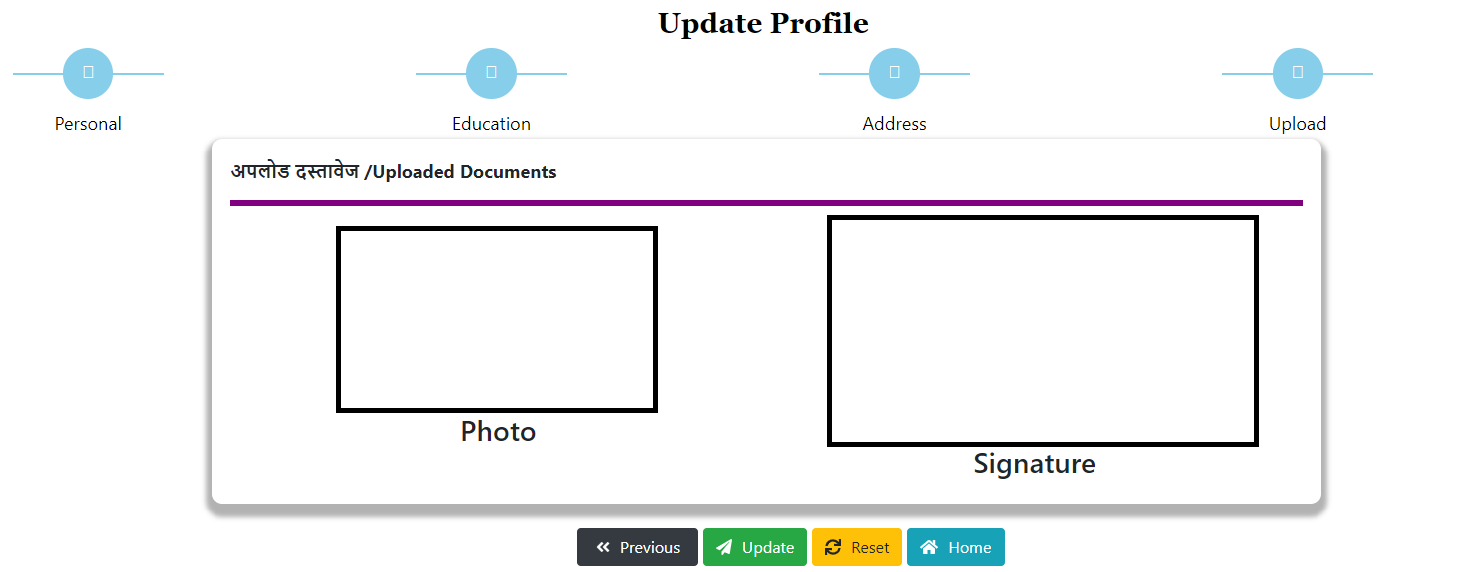 Update Profile
Personal Education Address Upload
अपलोड दस्तावेज /Uploaded Documents
Photo
Signature
Previous Update Reset Home